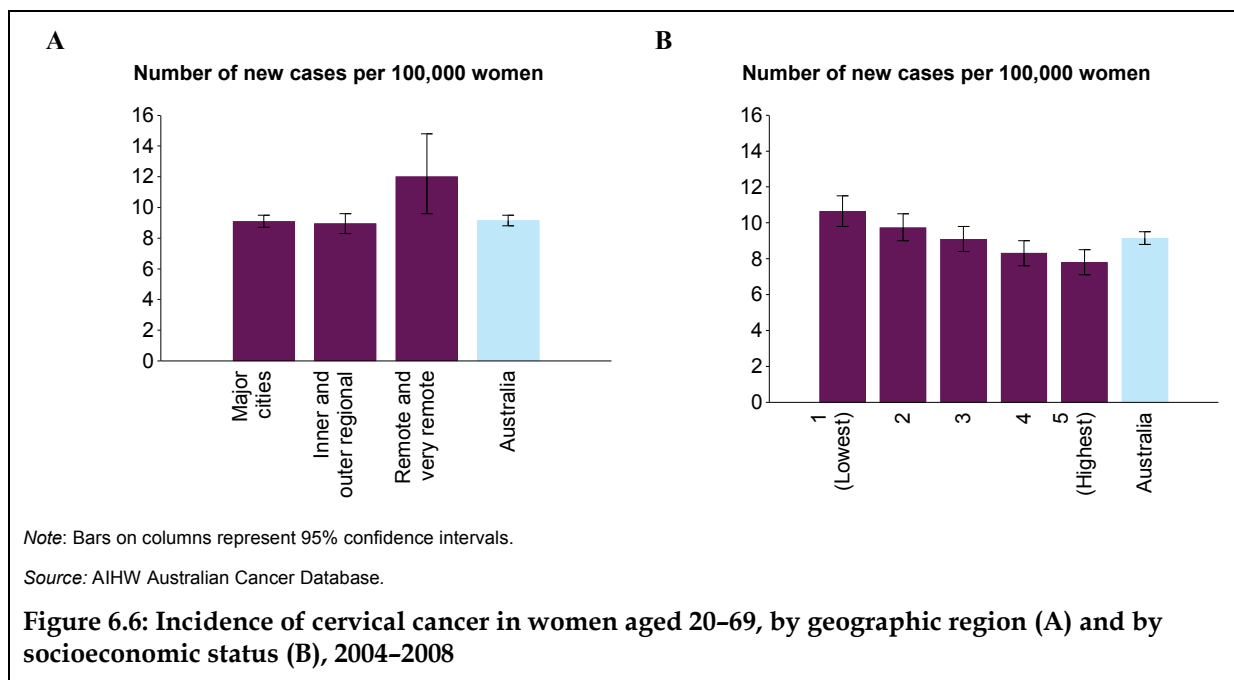 A
Number of new cases per 100,000 women
16
14
12
10
8
6
4
2
0
Major
cities
Inner and
outer regional
Remote and
very remote
Australia
B
Number of new cases per 100,000 women
16
14
12
10
8
6
4
2
0
1
(Lowest)
2
3
4
5
(Highest)
Australia
Note: Bars on columns represent 95% confidence intervals.
Source: AIHW Australian Cancer Database.
Figure 6.6: Incidence of cervical cancer in women aged 20–69, by geographic region (A) and by
socioeconomic status (B), 2004–2008